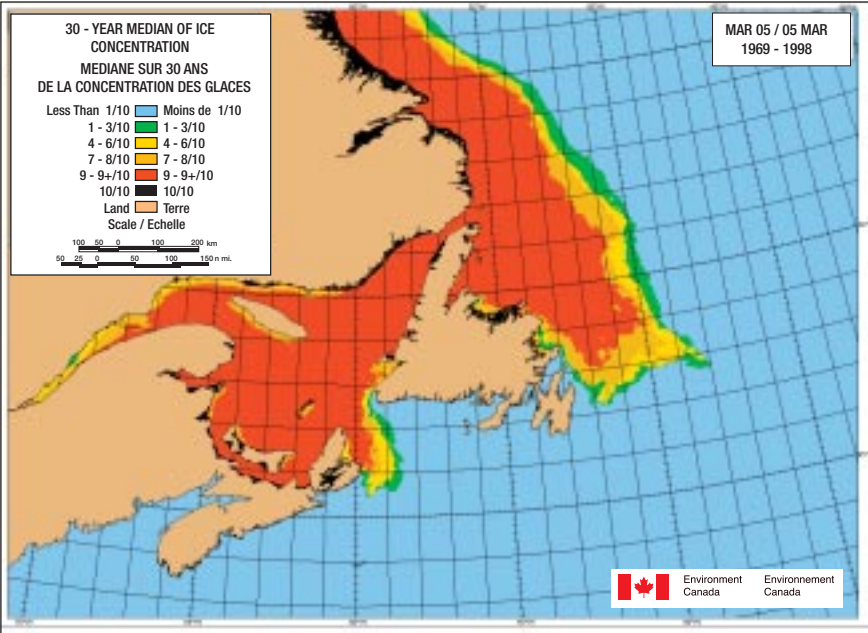 30 - YEAR MEDIAN OF ICE
CONCENTRATION
MEDIANE SUR 30 ANS
DE LA CONCENTRATION DES GLACES
Less Than 1/10 Moins de 1/10
1 - 3/10 1 - 3/10
4 - 6/10 4 - 6/10
7 - 8/10 7 - 8/10
9 - 9+/10 9 - 9+/10
10/10 10/10
Land Terre
Scale / Echelle
100 50 0 100 200 km
50 25 0 50 100 150 n mi.
MAR 05 / 05 MAR
1969 - 1998
Environment Environnement
Canada Canada